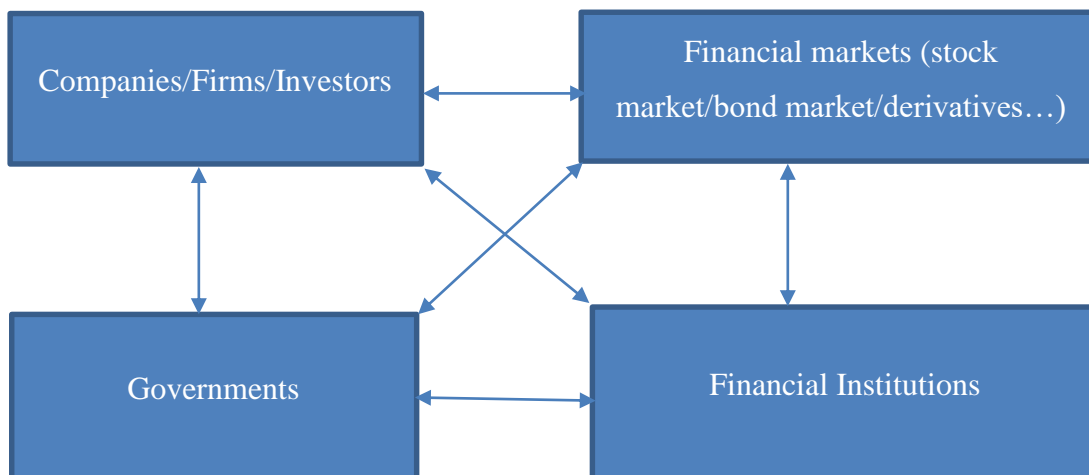 Companies/Firms/Investors
Financial markets (stock
market/bond market/derivatives…)
Governments
Financial Institutions